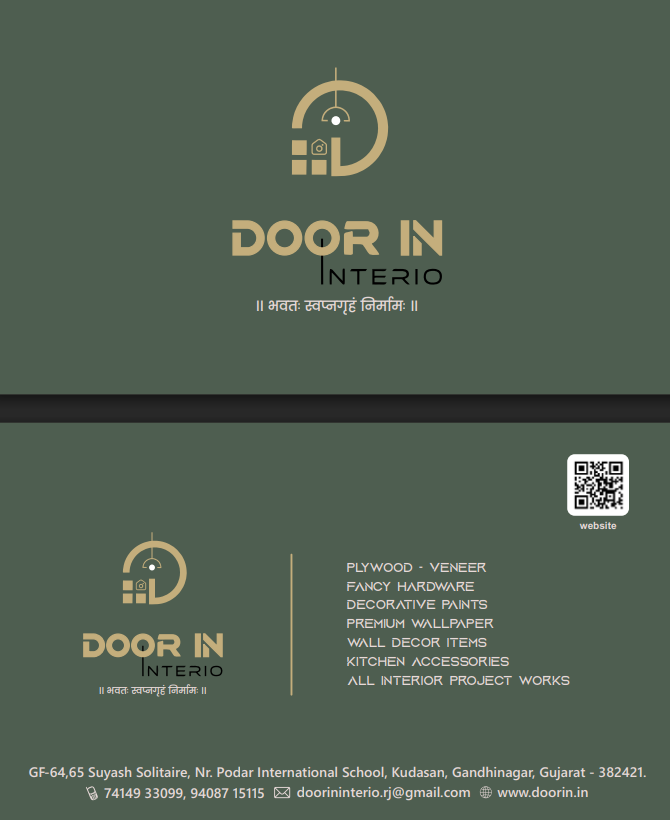 DOOR IN
INTERIO
॥ भवतः स्वप्नगृहं निर्मामः ॥
website
DOOR IN
INTERIO
॥ भवतः स्वप्नगृहं निर्मामः ॥
PLYWOOD - VENEER
FANCY HARDWARE
DECORATIVE PAINTS
PREMIUM WALLPAPER
WALL DECOR ITEMS
KITCHEN ACCESSORIES
ALL INTERIOR PROJECT WORKS
GF-64,65 Suyash Solitaire, Nr. Podar International School, Kudasan, Gandhinagar, Gujarat - 382421.
74149 33099, 94087 15115 doorininterio.rj@gmail.com www.doorin.in